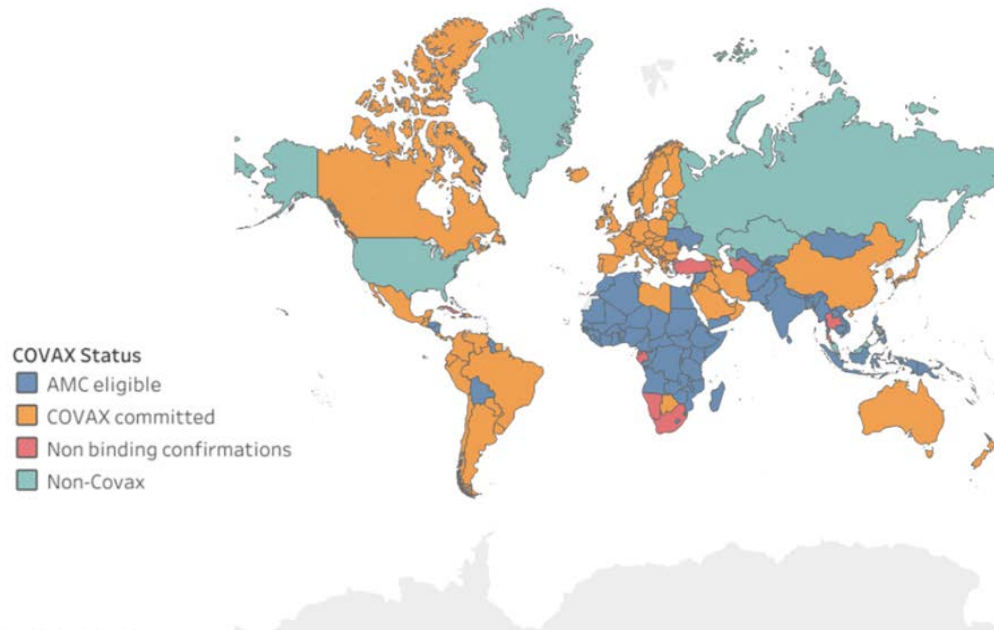 COVAX Status
AMC eligible
COVAX committed
Non binding confirmations
Non-Covax